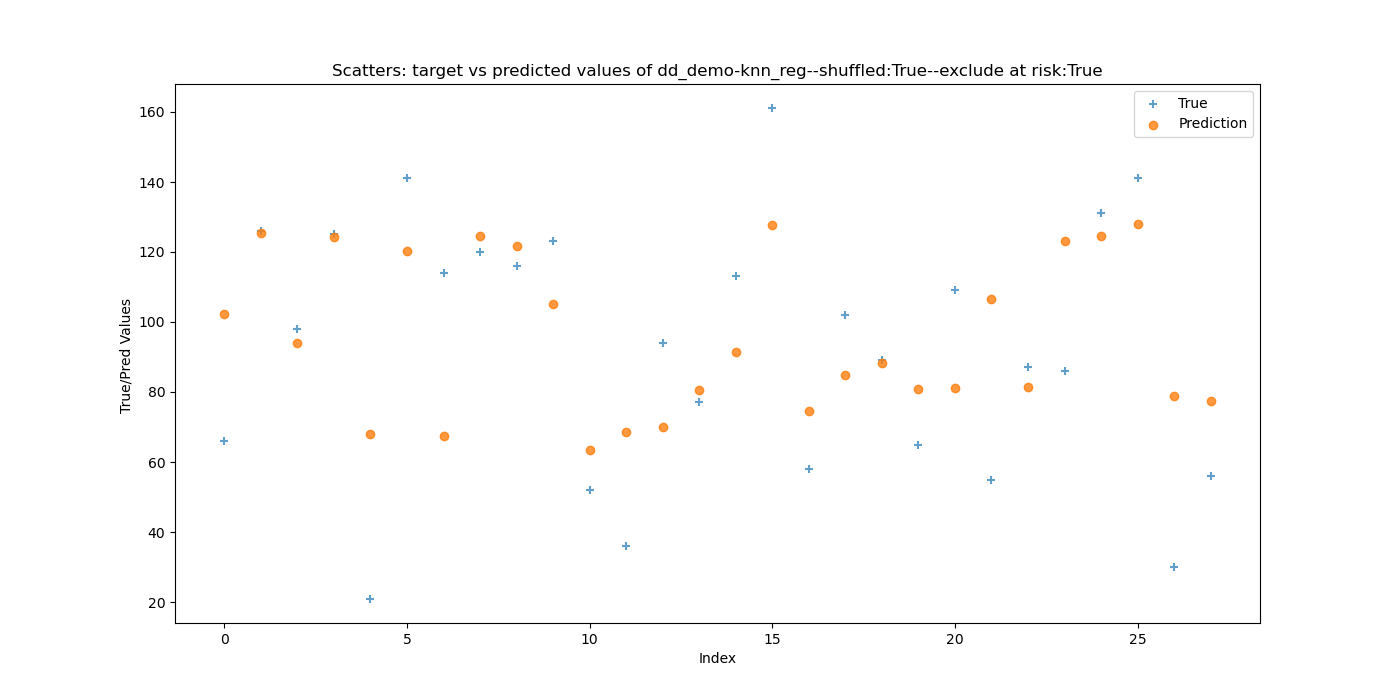 Scatters: target vs predicted values of dd_demo-knn_reg--shuffled:True--exclude at risk:True
True
Prediction
True/Pred Values
160
140
120
100
80
60
40
20
0
5
10
15
20
25
Index